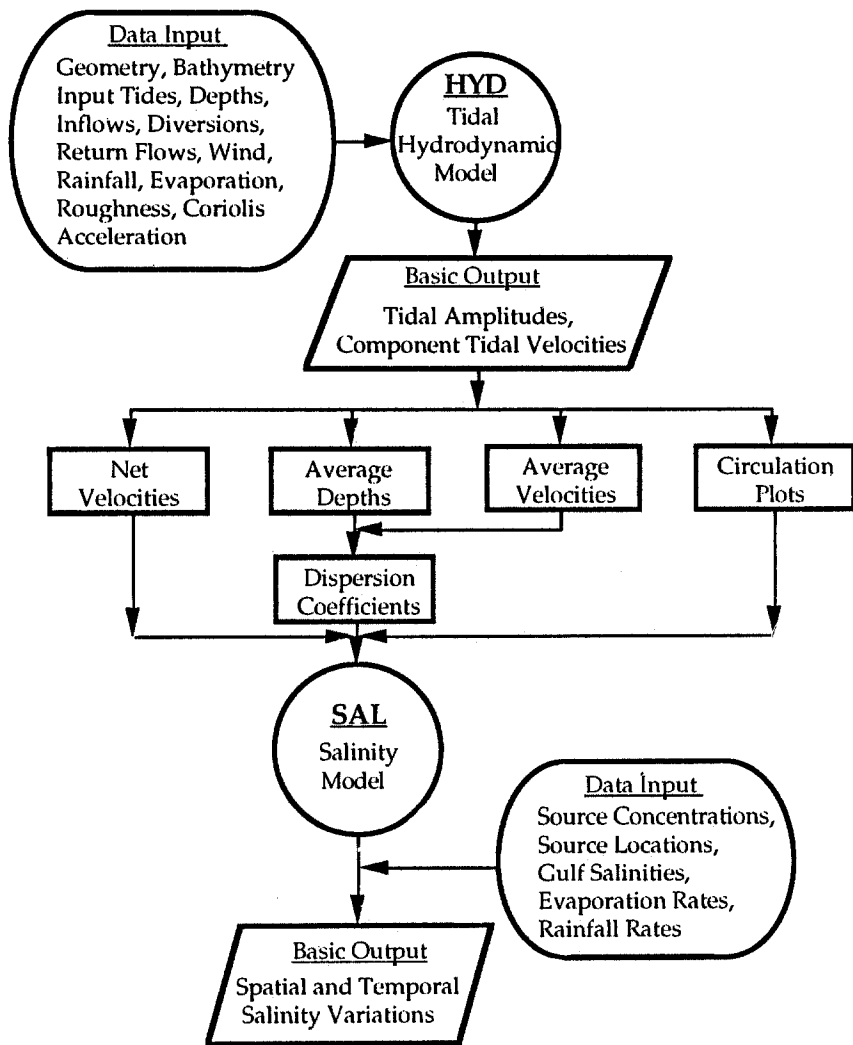 Data Input
Geometry, Bathymetry
Input Tides, Depths,
Inflows, Diversions,
Return Flows, Wind,
Rainfall, Evaporation,
Roughness, Coriolis
Acceleration
HYD
Tidal
Hydrodynamic
Model
Basic Output
Tidal Amplitudes,
Component Tidal Velocities
Net
Velocities
Average
Depths
Average
Velocities
Circulation
Plots
Dispersion
Coefficients
SAL
Salinity
Model
Data Input
Source Concentrations,
Source Locations,
Gulf Salinities,
Evaporation Rates,
Rainfall Rates
Basic Output
Spatial and Temporal
Salinity Variations